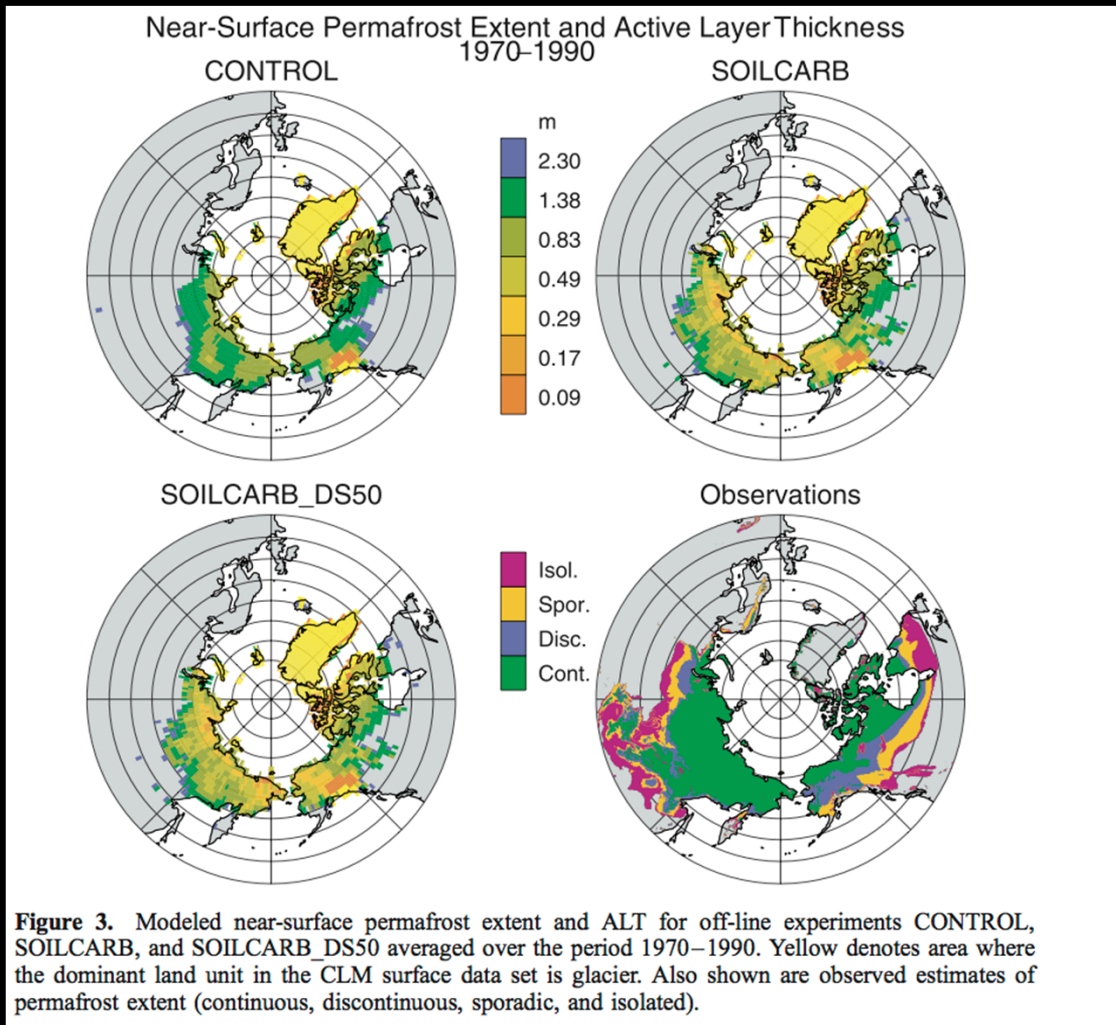 Near-Surface Permafrost Extent and Active Layer Thickness
1970–1990
CONTROL
SOILCARB
m
2.30
1.38
0.83
0.49
0.29
0.17
0.09
SOILCARB_DS50
Observations
Isol.
Spor.
Disc.
Cont.
Figure 3. Modeled near-surface permafrost extent and ALT for off-line experiments CONTROL,
SOILCARB, and SOILCARB_DS50 averaged over the period 1970–1990. Yellow denotes area where
the dominant land unit in the CLM surface data set is glacier. Also shown are observed estimates of
permafrost extent (continuous, discontinuous, sporadic, and isolated).